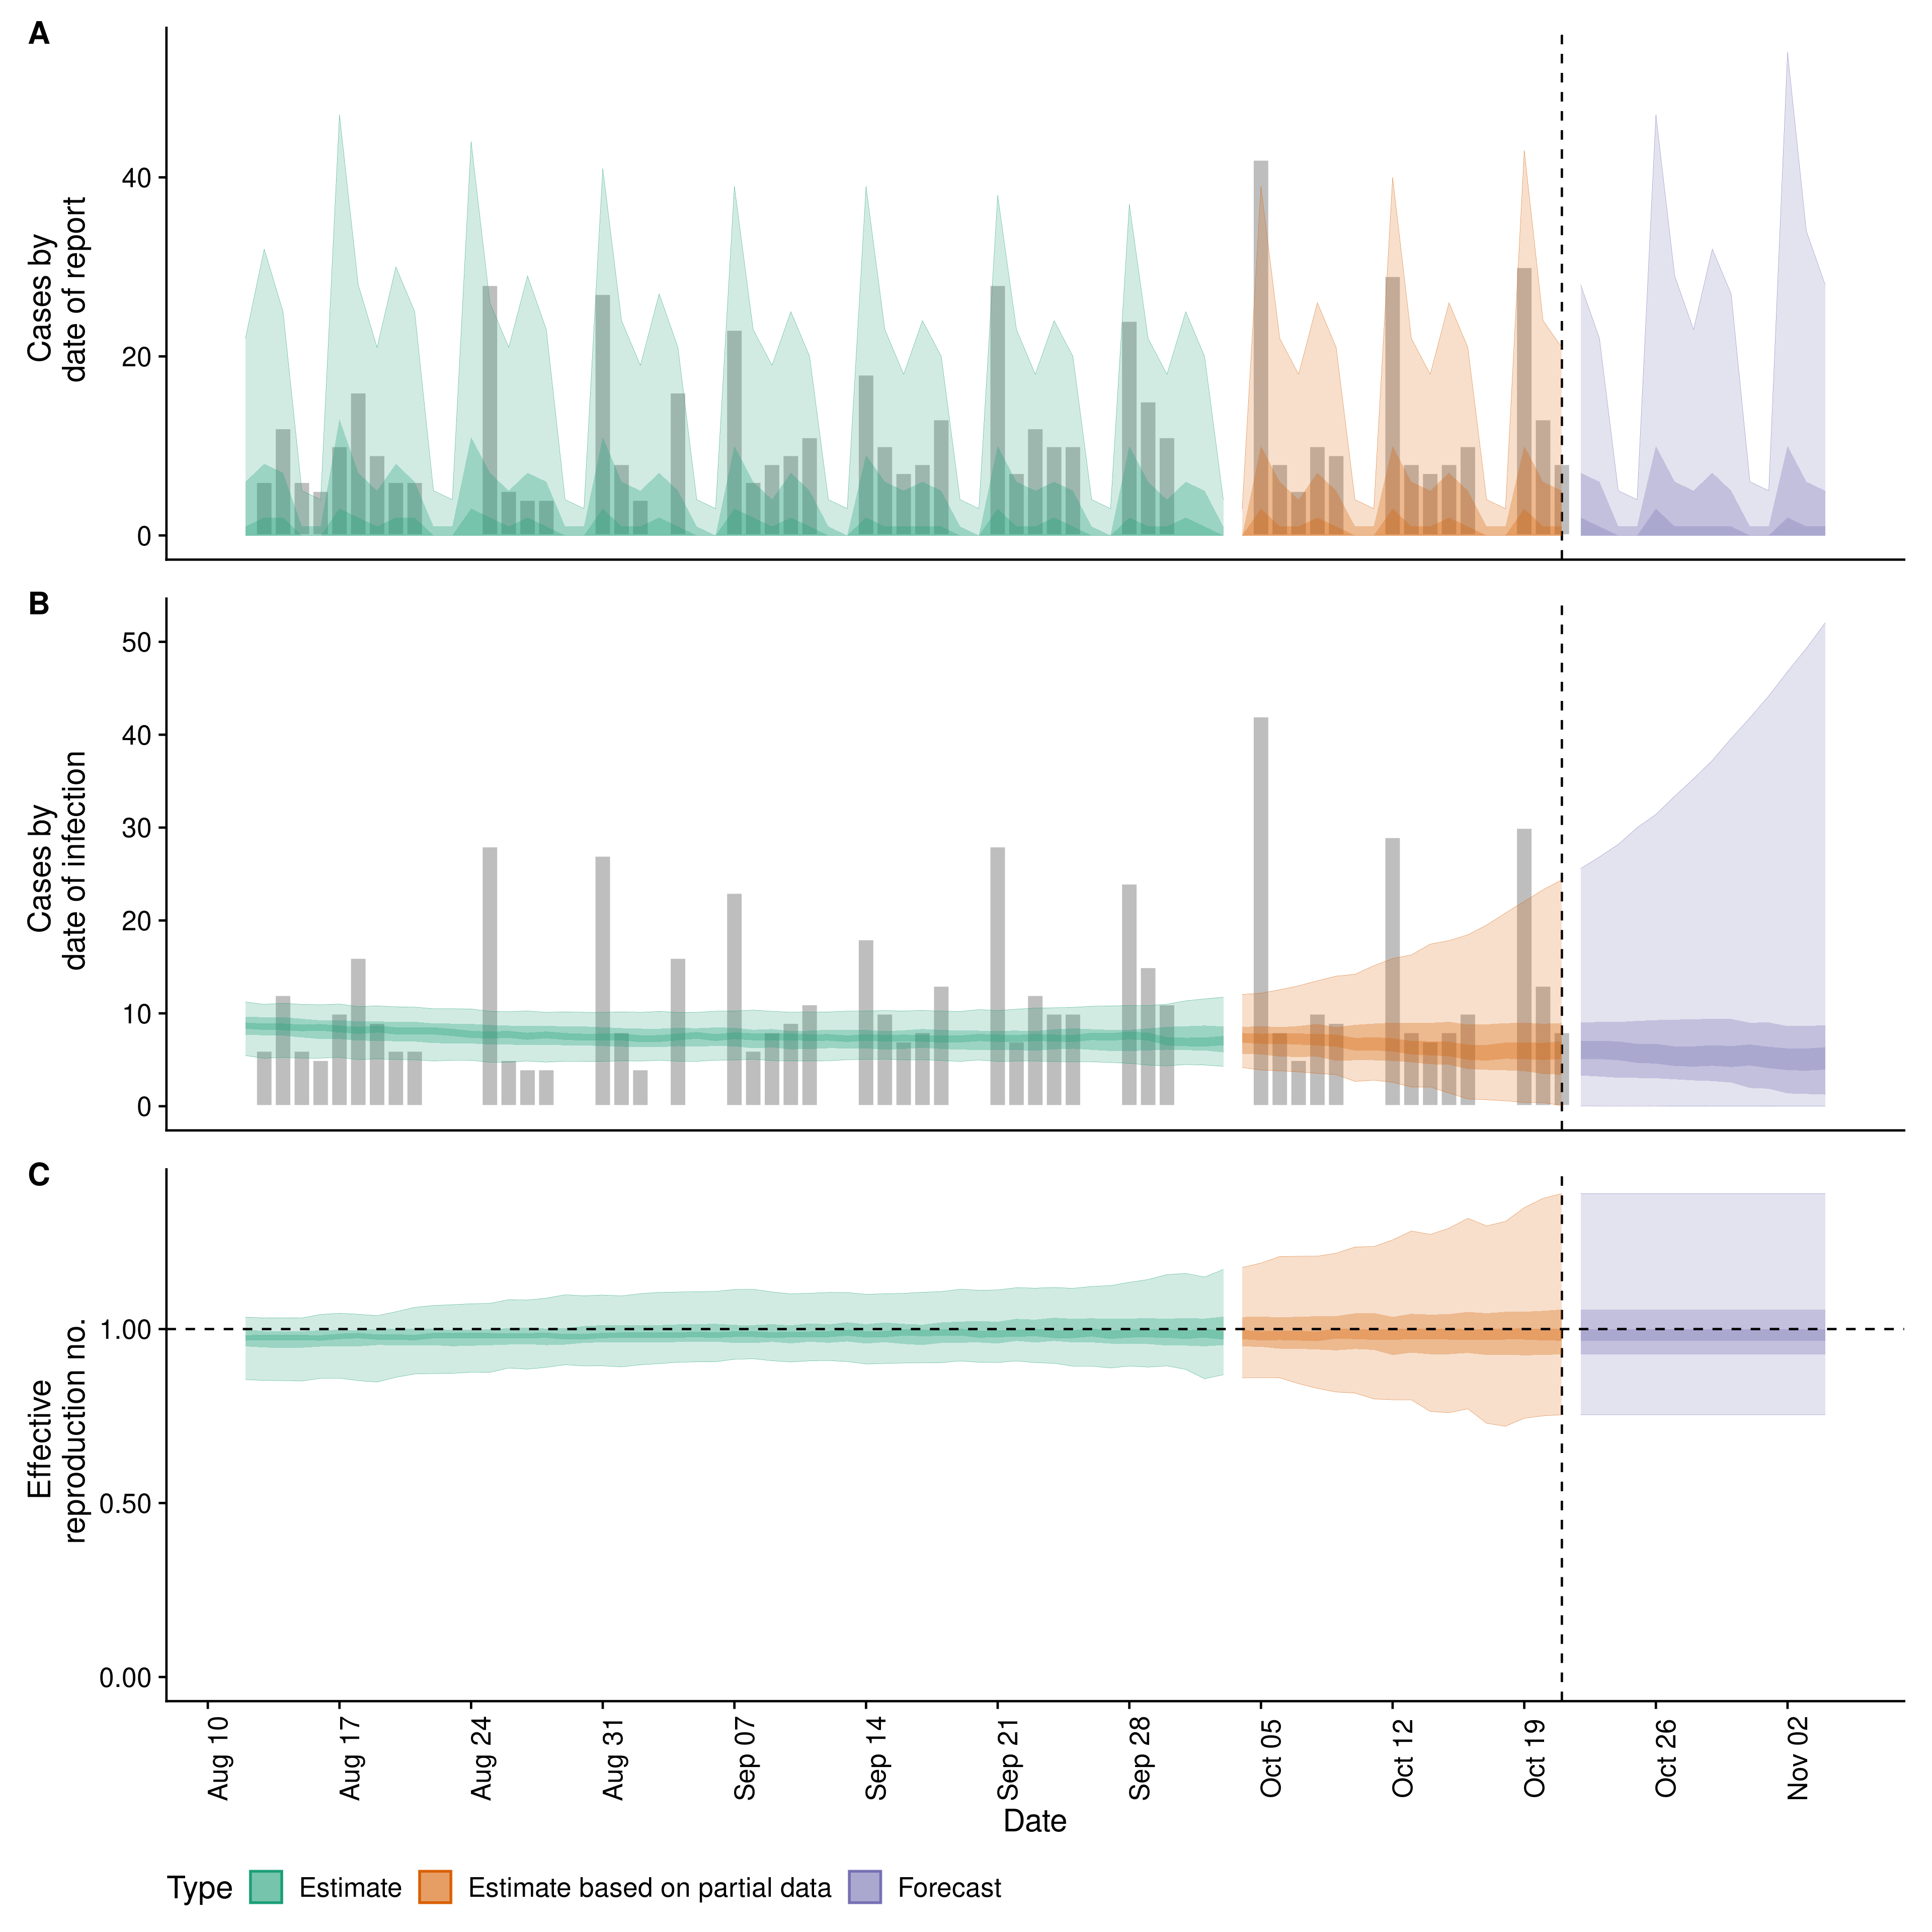 A
Cases by
date of report
40
20
0
B
Cases by
date of infection
50
40
30
20
10
0
C
Effective
reproduction no.
1.00
0.50
0.00
Aug 10
Aug 17
Aug 24
Aug 31
Sep 07
Sep 14
Sep 21
Sep 28
Oct 05
Oct 12
Oct 19
Oct 26
Nov 02
Date
Type Estimate Estimate based on partial data Forecast